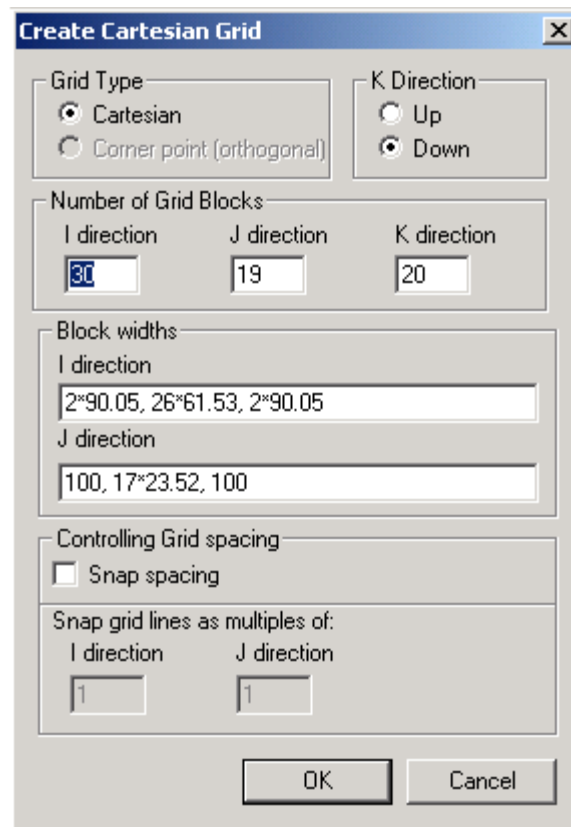 Create Cartesian Grid
Grid Type
Cartesian
Corner point (orthogonal)
K Direction
Up
Down
Number of Grid Blocks
I direction J direction K direction
30 19 20
Block widths
I direction
2*90.05, 26*61.53, 2*90.05
J direction
100, 17*23.52, 100
Controlling Grid spacing
Snap spacing
Snap grid lines as multiples of:
I direction J direction
1 1
OK Cancel